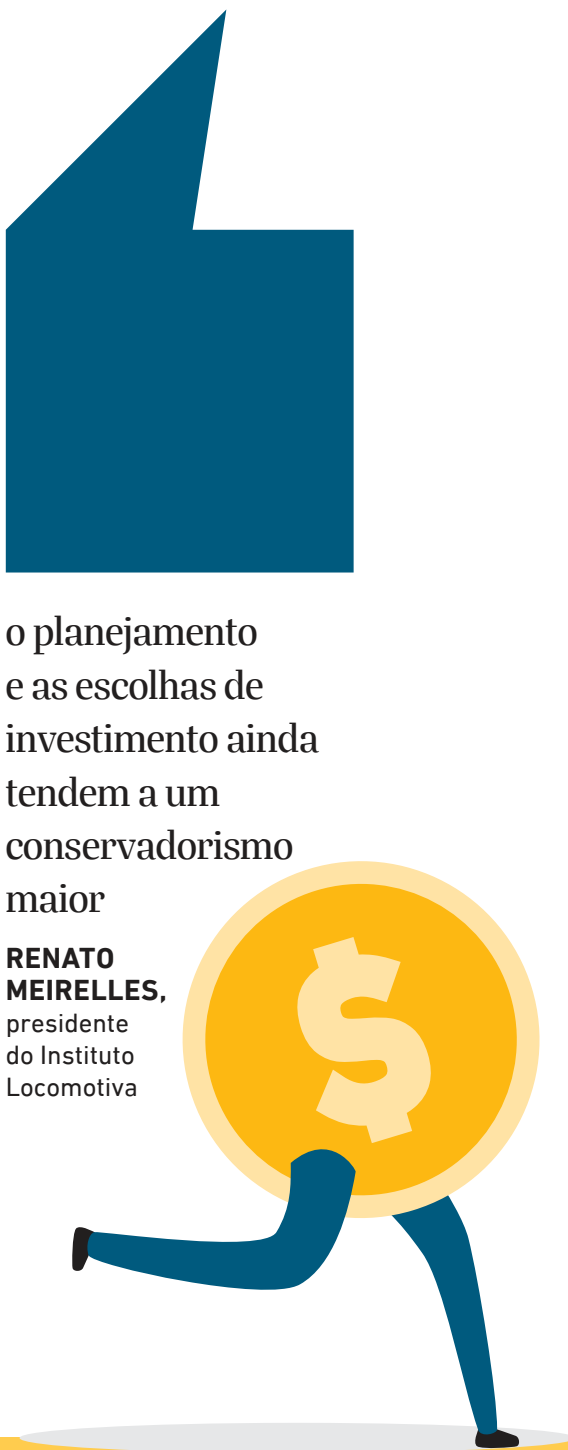 o planejamento
e as escolhas de
investimento ainda
tendem a um
conservadorismo
maior
RENATO
MEIRELLES,
presidente
do Instituto
Locomotiva
$